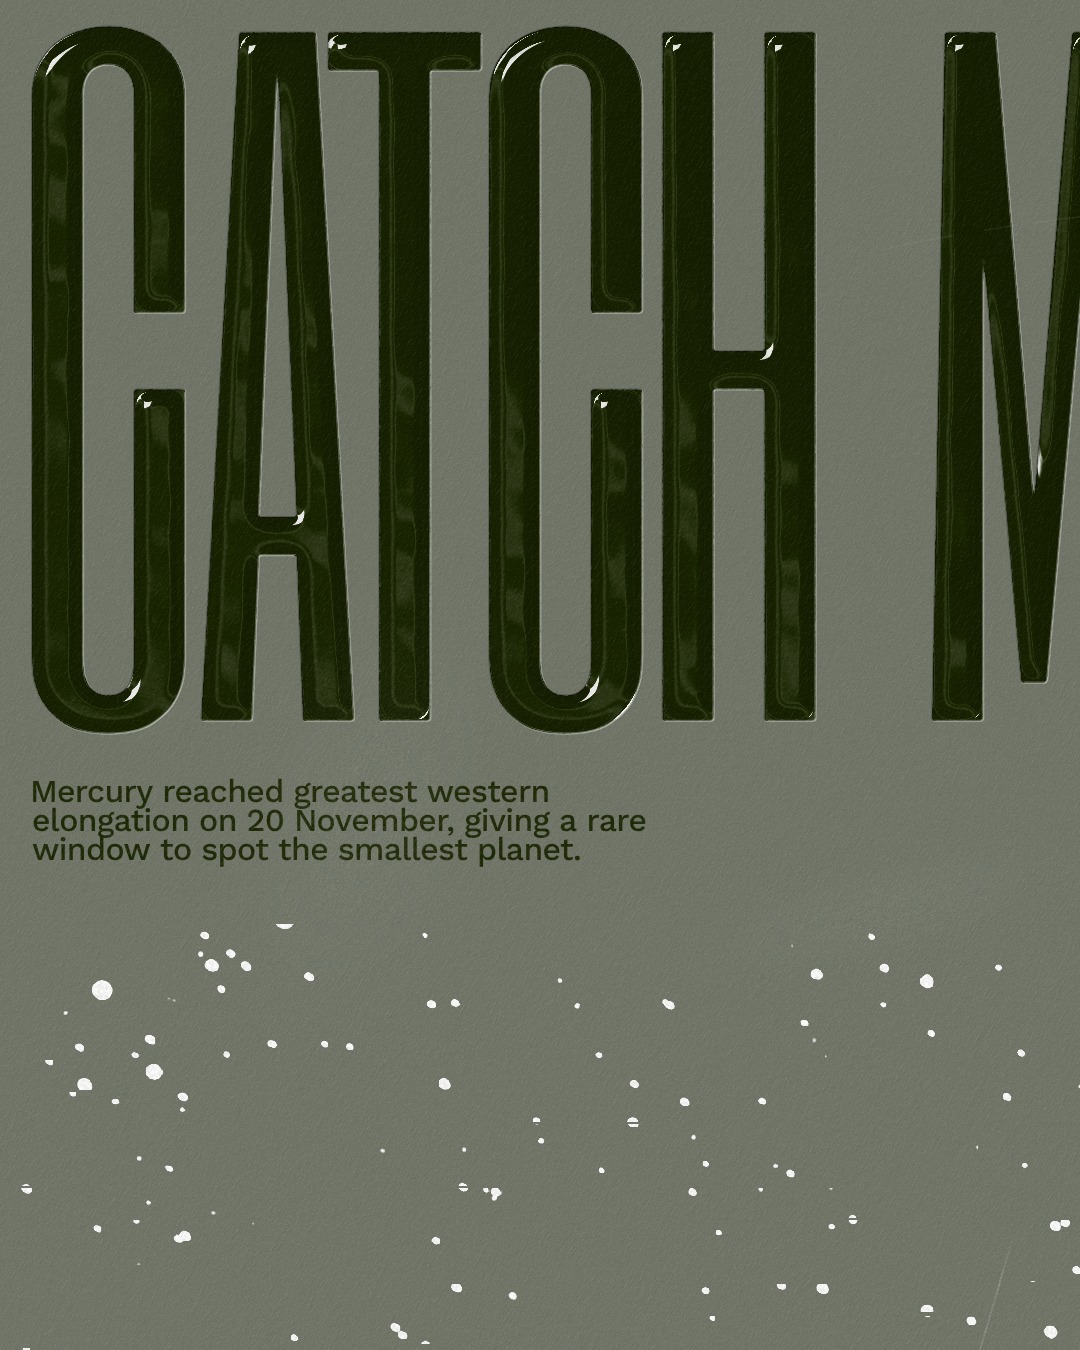 CATCH M
Mercury reached greatest western
elongation on 20 November, giving a rare
window to spot the smallest planet.